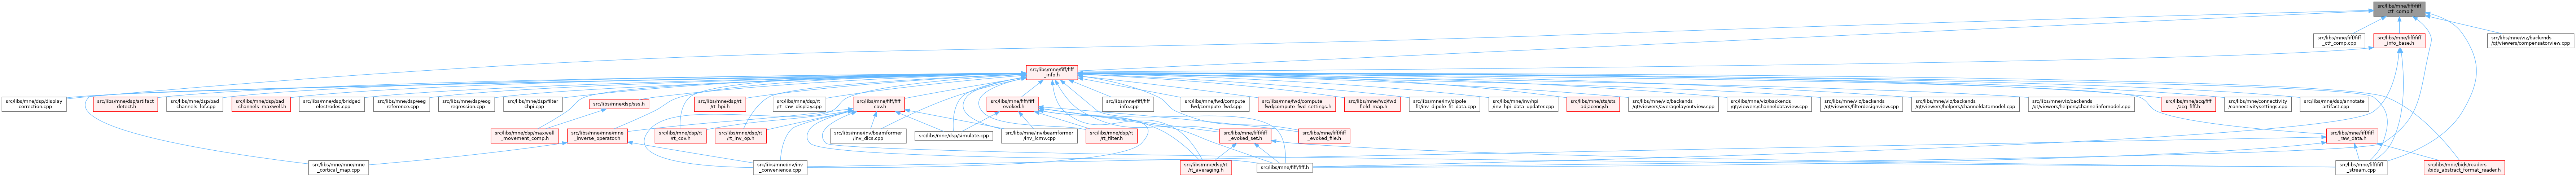 src/libs/mne/fiff/fiff
_ctf_comp.h
src/libs/mne/fiff/fiff
_ctf_comp.cpp
src/libs/mne/fiff/fiff
_info_base.h
src/libs/mne/viz/backends
/qt/viewers/compensatorview.cpp
src/libs/mne/fiff/fiff
_info.h
src/libs/mne/dsp/display
_correction.cpp
src/libs/mne/dsp/artifact
_detect.h
src/libs/mne/dsp/bad
_channels_lof.cpp
src/libs/mne/dsp/bad
_channels_maxwell.h
src/libs/mne/dsp/bridged
_electrodes.cpp
src/libs/mne/dsp/eeg
_reference.cpp
src/libs/mne/dsp/eog
_regression.cpp
src/libs/mne/dsp/filter
_chpi.cpp
src/libs/mne/dsp/sss.h
src/libs/mne/dsp/rt
_rt_hpi.h
src/libs/mne/dsp/rt
_rt_raw_display.cpp
src/libs/mne/fiff/fiff
_cov.h
src/libs/mne/fiff/fiff
_evoked.h
src/libs/mne/fiff/fiff
_info.cpp
src/libs/mne/fwd/compute
_fwd/compute_fwd.cpp
src/libs/mne/fwd/compute
_fwd/compute_fwd_settings.h
src/libs/mne/fwd/fwd
_field_map.h
src/libs/mne/inv/dipole
_fit/inv_dipole_fit_data.cpp
src/libs/mne/inv/hpi
/inv_hpi_data_updater.cpp
src/libs/mne/sts/sts
_adjacency.h
src/libs/mne/viz/backends
/qt/viewers/averagelayoutview.cpp
src/libs/mne/viz/backends
/qt/viewers/channeldataview.cpp
src/libs/mne/viz/backends
/qt/viewers/filterdesignview.cpp
src/libs/mne/viz/backends
/qt/viewers/helpers/channeldatamodel.cpp
src/libs/mne/viz/backends
/qt/viewers/helpers/channelinfomodel.cpp
src/libs/mne/acq/fiff
/acq_fiff.h
src/libs/mne/connectivity
/connectivitysettings.cpp
src/libs/mne/dsp/annotate
_artifact.cpp
src/libs/mne/dsp/maxwell
_movement_comp.h
src/libs/mne/mne/mne
_inverse_operator.h
src/libs/mne/dsp/rt
_rt_cov.h
src/libs/mne/dsp/rt
_rt_inv_op.h
src/libs/mne/inv/beamformer
/inv_dics.cpp
src/libs/mne/dsp/simulate.cpp
src/libs/mne/inv/beamformer
/inv_lcmv.cpp
src/libs/mne/dsp/rt
_rt_filter.h
src/libs/mne/fiff/fiff
_evoked_set.h
src/libs/mne/fiff/fiff
_evoked_file.h
src/libs/mne/fiff/fiff
_raw_data.h
src/libs/mne/mne/mne
_cortical_map.cpp
src/libs/mne/inv/inv
_convenience.cpp
src/libs/mne/dsp/rt
_rt_averaging.h
src/libs/mne/fiff/fiff.h
src/libs/mne/fiff/fiff
_stream.cpp
src/libs/mne/bids/readers
/bids_abstract_format_reader.h